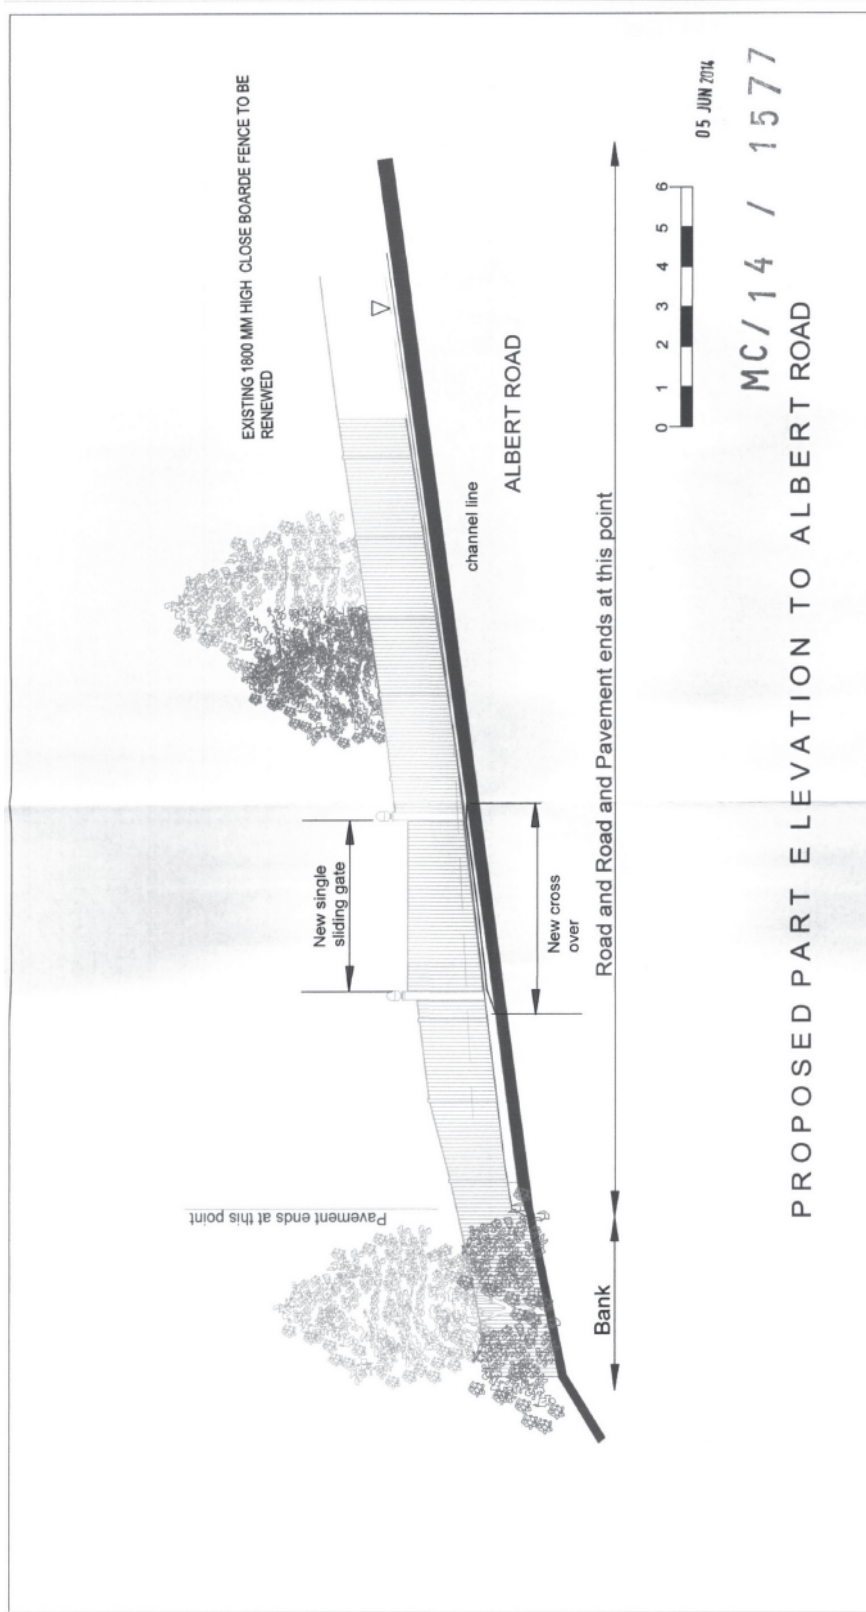 EXISTING 1800 MM HIGH CLOSE BOARDE FENCE TO BE
RENEWED
New single
sliding gate
Pavement ends at this point
channel line
ALBERT ROAD
New cross
over
Bank
Road and Road and Pavement ends at this point
0 1 2 3 4 5 6
05 JUN 2014
MC/14 / 1577
PROPOSED PART ELEVATION TO ALBERT ROAD